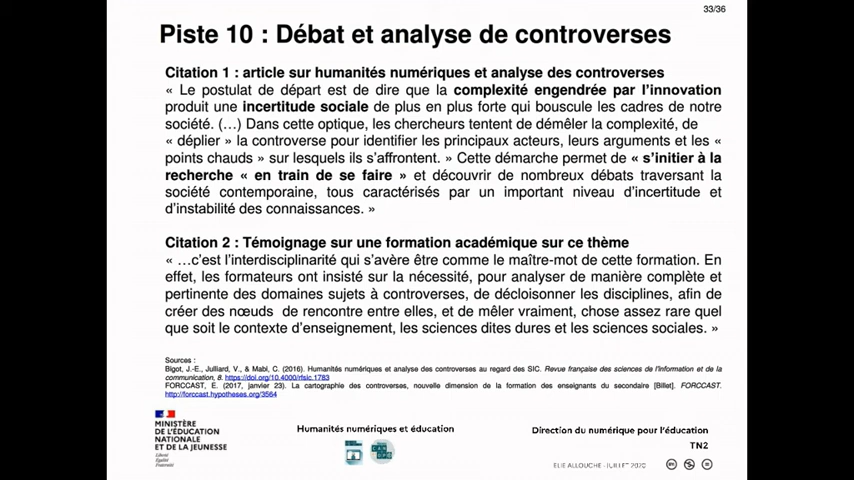 33/36
Piste 10 : Débat et analyse de controverses
Citation 1 : article sur humanités numériques et analyse des controverses
« Le postulat de départ est de dire que la complexité engendrée par l'innovation
produit une incertitude sociale de plus en plus forte qui bouscule les cadres de notre
société. (…) Dans cette optique, les chercheurs tentent de démêler la complexité, de
« déplier » la controverse pour identifier les principaux acteurs, leurs arguments et les «
points chauds » sur lesquels ils s'affrontent. » Cette démarche permet de « s'initier à la
recherche « en train de se faire » et découvrir de nombreux débats traversant la
société contemporaine, tous caractérisés par un important niveau d'incertitude et
d'instabilité des connaissances. »
Citation 2 : Témoignage sur une formation académique sur ce thème
« …c'est l'interdisciplinarité qui s'avère être comme le maître-mot de cette formation. En
effet, les formateurs ont insisté sur la nécessité, pour analyser de manière complète et
pertinente des domaines sujets à controverses, de décloisonner les disciplines, afin de
créer des nœuds de rencontre entre elles, et de mêler vraiment, chose assez rare quel
que soit le contexte d'enseignement, les sciences dites dures et les sciences sociales. »
Sources :
Bigot, J.-E., Julliard, V., & Mabi, C. (2016). Humanités numériques et analyse des controverses au regard des SIC. Revue française des sciences de l'information et de la
communication, 8. https://doi.org/10.4000/rfsic.1783
FORCCAST, E. (2017, janvier 23). La cartographie des controverses, nouvelle dimension de la formation des enseignants du secondaire [Billet]. FORCCAST.
http://forccast.hypotheses.org/3564
MINISTÈRE
DE L'ÉDUCATION
NATIONALE
ET DE LA JEUNESSE
Liberté
Égalité
Fraternité
Humanités numériques et éducation
Direction du numérique pour l'éducation
TN2
ELIE ALLOUCHE - JUILLET 2020